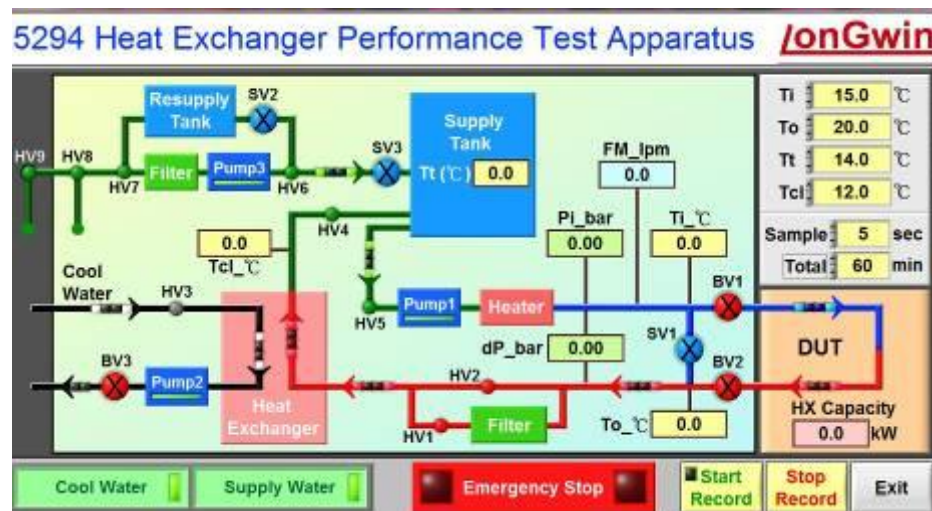 5294 Heat Exchanger Performance Test Apparatus
LonGwin
Resupply
Tank
SV2
Supply
Tank
Tt (℃) 0.0
SV3
HV9
HV8
HV7
Filter
Pump3
HV6
FM_lpm
0.0
Pi_bar
0.00
Ti_℃
0.0
HV4
0.0
Tcl_℃
Cool
Water
HV3
HV5
Pump1
Heater
BV1
dP_bar 0.00
SV1
BV2
BV3
Pump2
HV2
Heat
Exchanger
HV1
Filter
To_℃ 0.0
Ti 15.0 ℃
To 20.0 ℃
Tt 14.0 ℃
Tcl 12.0 ℃
Sample 5 sec
Total 60 min
DUT
HX Capacity
0.0 kW
Cool Water
Supply Water
Emergency Stop
Start
Record
Stop
Record
Exit